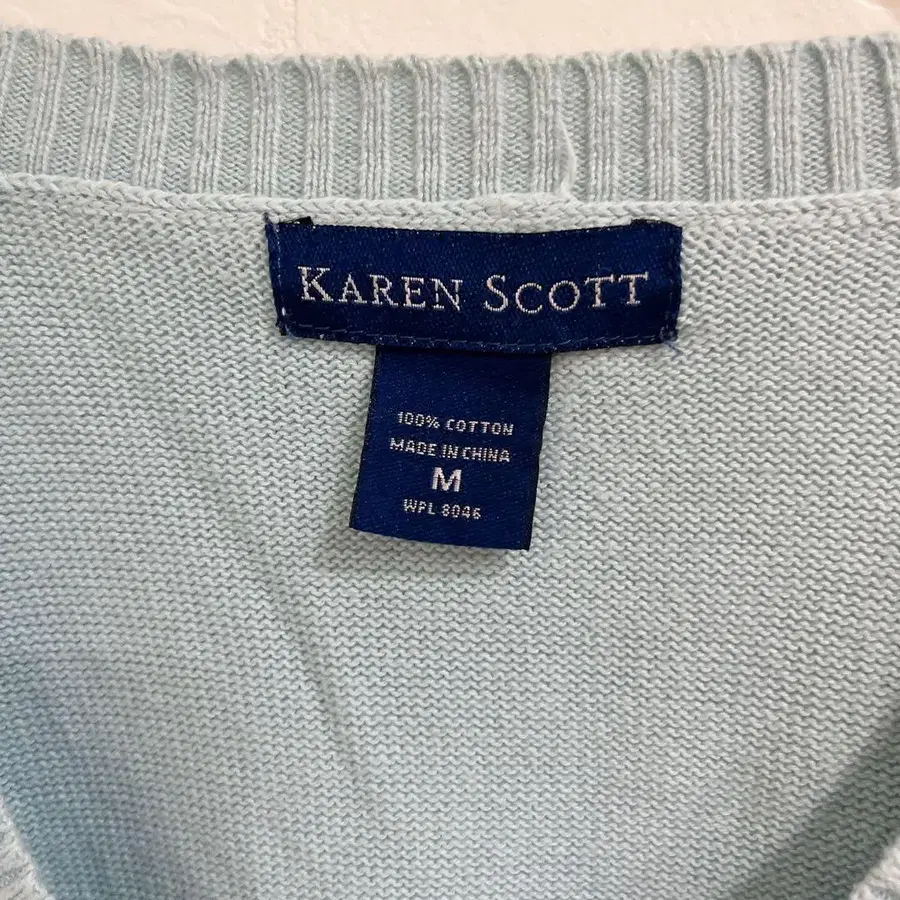 KAREN SCOTT
100% COTTON
MADE IN CHINA
M
WPL 8046